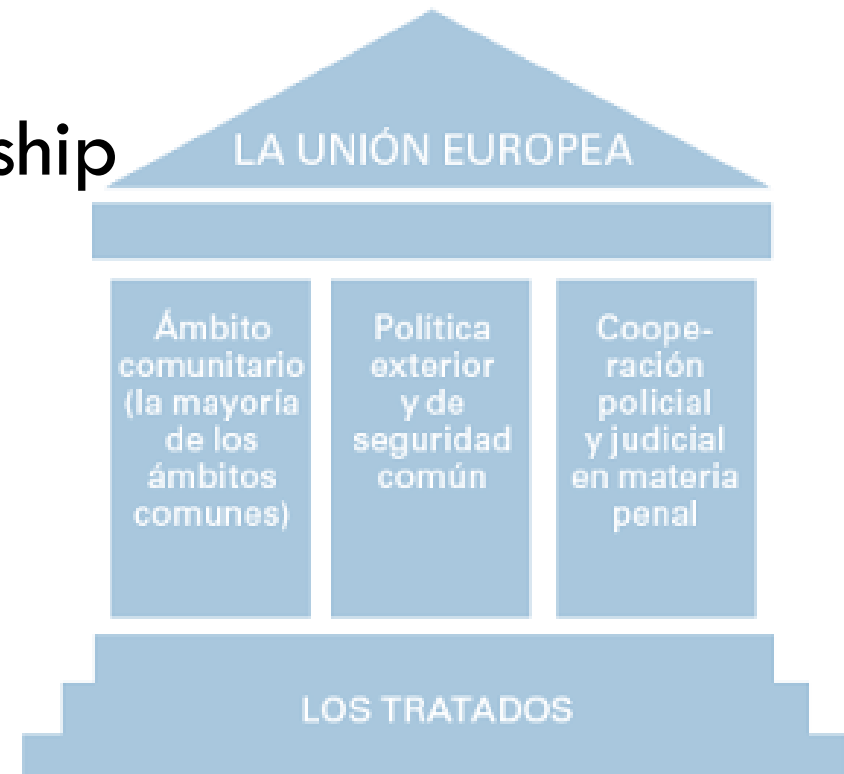 ship
LA UNIÓN EUROPEA
Ámbito
comunitario
(la mayoría
de los
ámbitos
comunes)
Política
exterior
y de
seguridad
común
Coope-
ración
policial
y judicial
en materia
penal
LOS TRATADOS